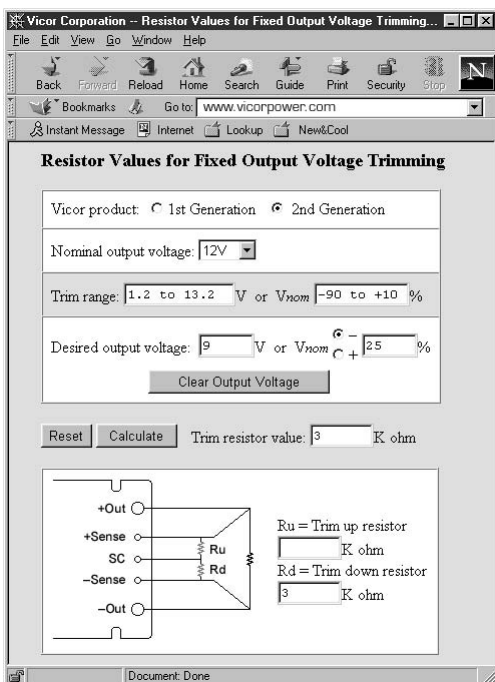 Vicor Corporation -- Resistor Values for Fixed Output Voltage Trimming...
File Edit View Go Window Help
Back Forward Reload Home Search Guide Print Security Stop N
Bookmarks Go to: www.vicorpower.com
Instant Message Internet Lookup New&Cool
Resistor Values for Fixed Output Voltage Trimming
Vicor product: 1st Generation 2nd Generation
Nominal output voltage: 12V
Trim range: 1.2 to 13.2 V or Vnom -90 to +10 %
Desired output voltage: 9 V or Vnom - + 25 %
Clear Output Voltage
Reset Calculate Trim resistor value: 3 K ohm
+Out
+Sense
SC
-Sense
-Out
Ru
Rd
Ru = Trim up resistor
K ohm
Rd = Trim down resistor
3 K ohm
Document: Done